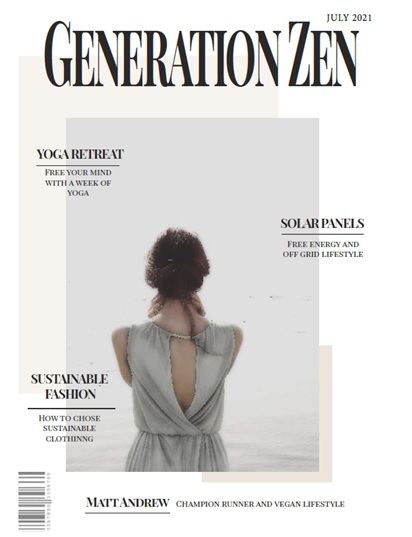 JULY 2021
GENERATION ZEN
YOGA RETREAT
FREE YOUR MIND
WITH A WEEK OF
YOGA
SOLAR PANELS
FREE ENERGY AND
OFF GRID LIFESTYLE
SUSTAINABLE
FASHION
HOW TO CHOSE
SUSTAINABLE
CLOTHINNG
MATT ANDREW CHAMPION RUNNER AND VEGAN LIFESTYLE